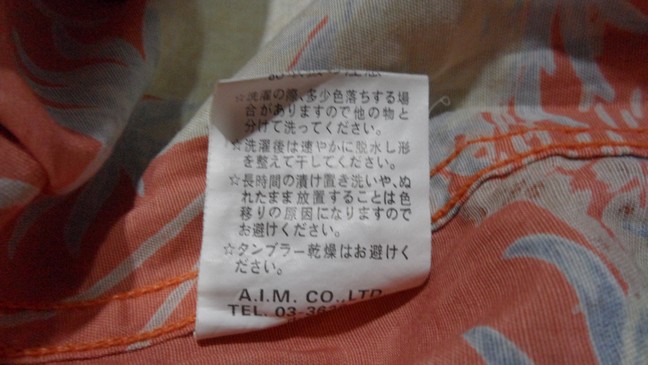 ☆洗濯の際、多少色落ちする場
合がありますので他の物と
分けて洗ってください。
☆洗濯後は速やかに脱水し形
を整えて干してください。
☆長時間の漬け置き洗いや、ぬ
れたまま放置することは色
移りの原因になりますので
お避けください。
☆タンブラー乾燥はお避けく
ださい。
A.I.M. CO.,LTD
TEL. 03-36